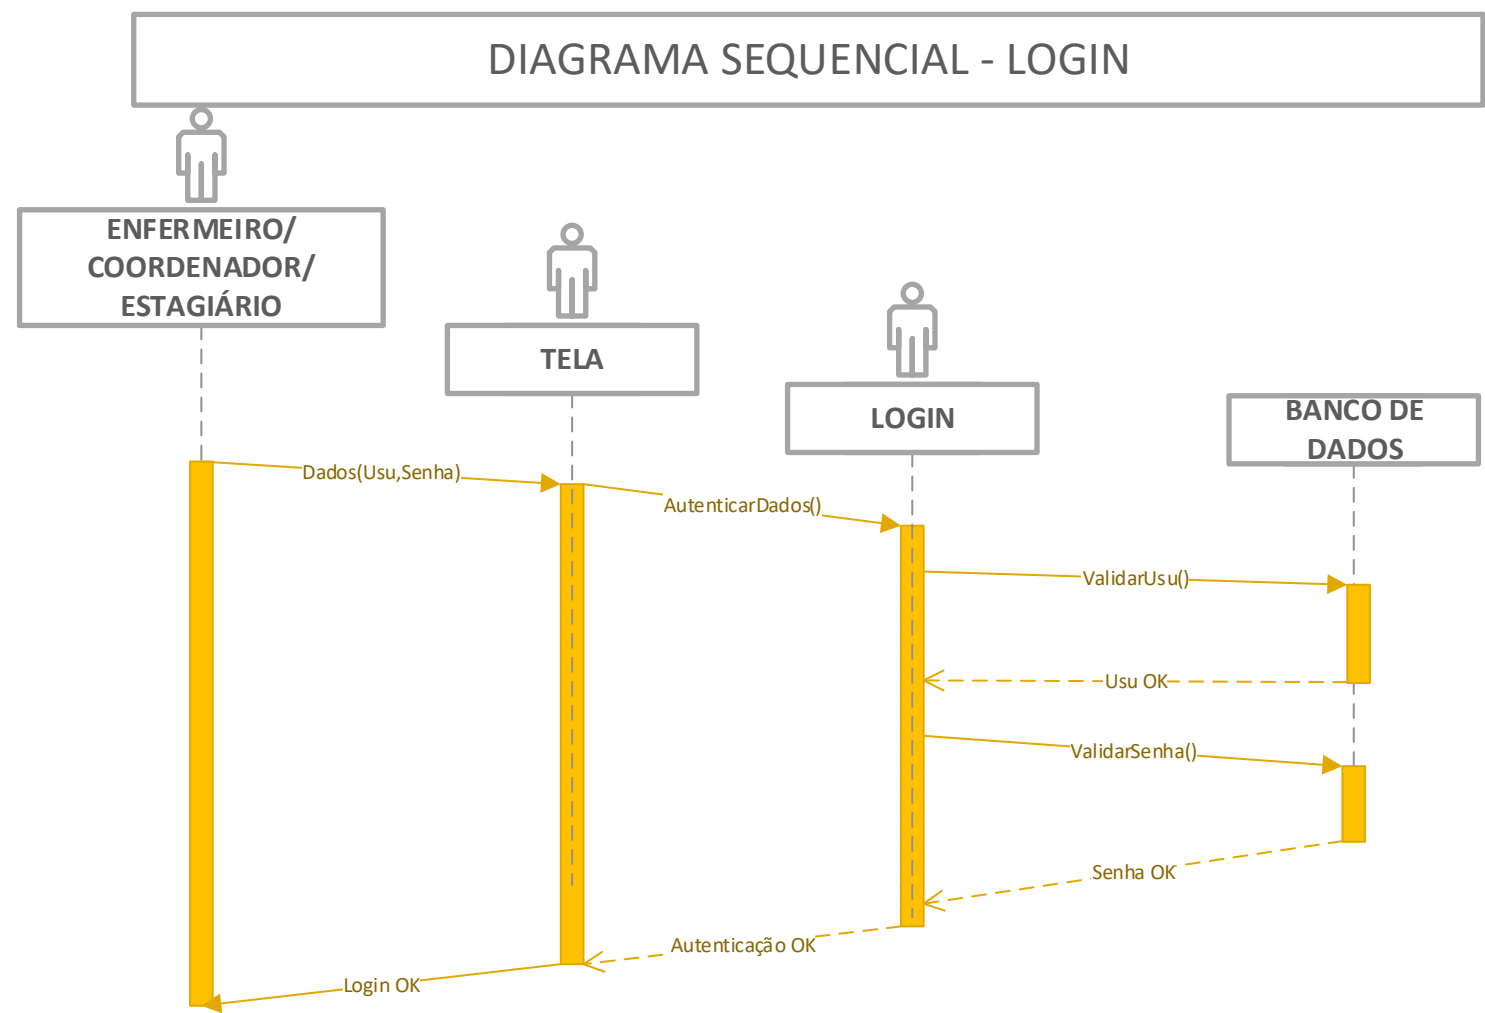 DIAGRAMA SEQUENCIAL - LOGIN
ENFERMEIRO/
COORDENADOR/
ESTAGIÁRIO
TELA
LOGIN
BANCO DE
DADOS
Dados(Usu,Senha)
AutenticarDados()
ValidarUsu()
Usu OK
ValidarSenha()
Senha OK
Autenticação OK
Login OK